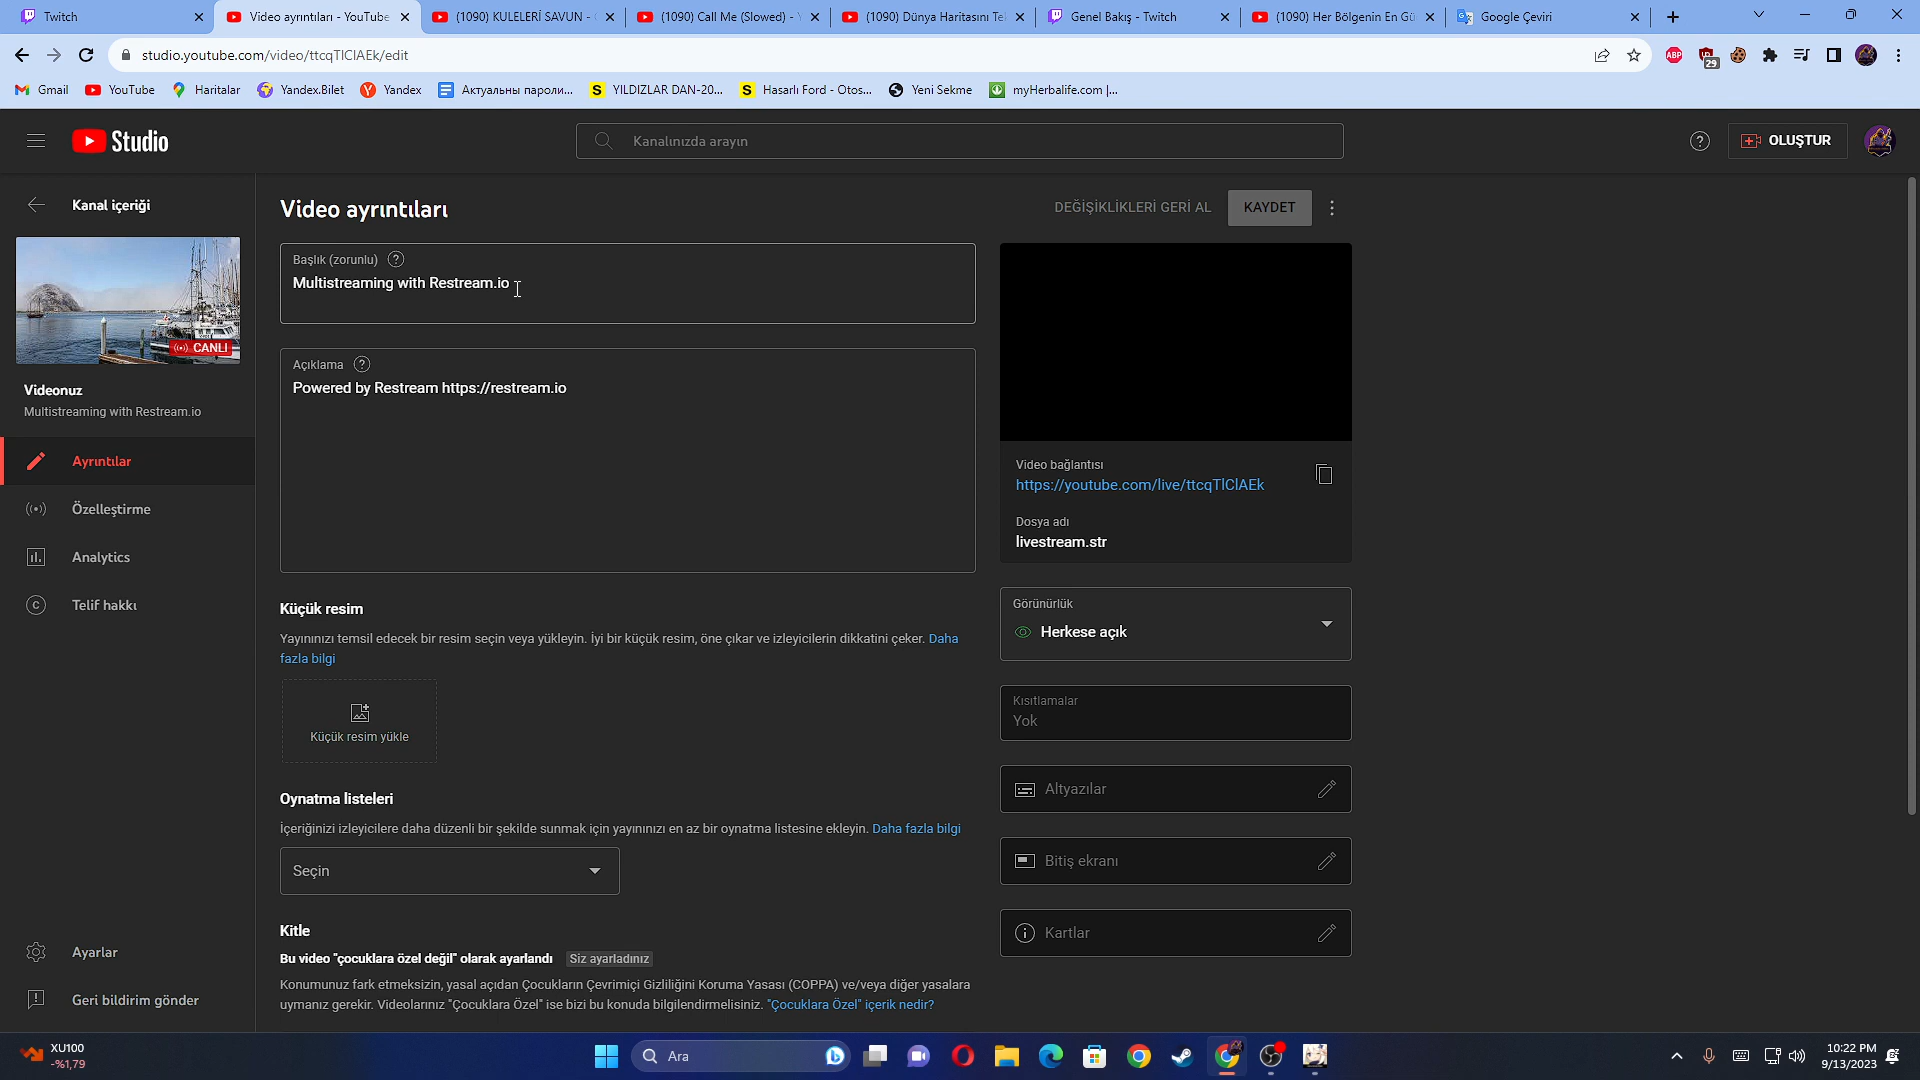 Twitch
Video ayrıntıları - YouTube
(1090) KULELERİ SAVUN -
(1090) Call Me (Slowed) -
(1090) Dünya Haritasını Te
Genel Bakış - Twitch
(1090) Her Bölgenin En Gü
Google Çeviri
studio.youtube.com/video/ttcqTlClAEk/edit
ABP
29
Gmail
YouTube
Haritalar
Yandex.Bilet
Yandex
Актуальны пароли...
YILDIZLAR DAN-20...
Hasarlı Ford - Otos...
Yeni Sekme
myHerbalife.com |...
Studio
Kanalınızda arayın
OLUŞTUR
Kanal içeriği
CANLI
Videonuz
Multistreaming with Restream.io
Ayrıntılar
Özelleştirme
Analytics
Telif hakkı
Ayarlar
Geri bildirim gönder
Video ayrıntıları
DEĞİŞİKLİKLERİ GERİ AL
KAYDET
Başlık (zorunlu)
Multistreaming with Restream.io
Açıklama
Powered by Restream https://restream.io
Küçük resim
Yayınınızı temsil edecek bir resim seçin veya yükleyin. İyi bir küçük resim, öne çıkar ve izleyicilerin dikkatini çeker. Daha
fazla bilgi
Küçük resim yükle
Oynatma listeleri
İçeriğinizi izleyicilere daha düzenli bir şekilde sunmak için yayınınızı en az bir oynatma listesine ekleyin. Daha fazla bilgi
Seçin
Kitle
Bu video "çocuklara özel değil" olarak ayarlandı Siz ayarladınız
Konumunuz fark etmeksizin, yasal açıdan Çocukların Çevrimiçi Gizliliğini Koruma Yasası (COPPA) ve/veya diğer yasalara
uymanız gerekir. Videolarınız "Çocuklara Özel" ise bizi bu konuda bilgilendirmelisiniz. "Çocuklara Özel" içerik nedir?
Video bağlantısı
https://youtube.com/live/ttcqTlClAEk
Dosya adı
livestream.str
Görünürlük
Herkese açık
Kısıtlamalar
Yok
Altyazılar
Bitiş ekranı
Kartlar
XU100
-%1,79
Ara
10:22 PM
9/13/2023